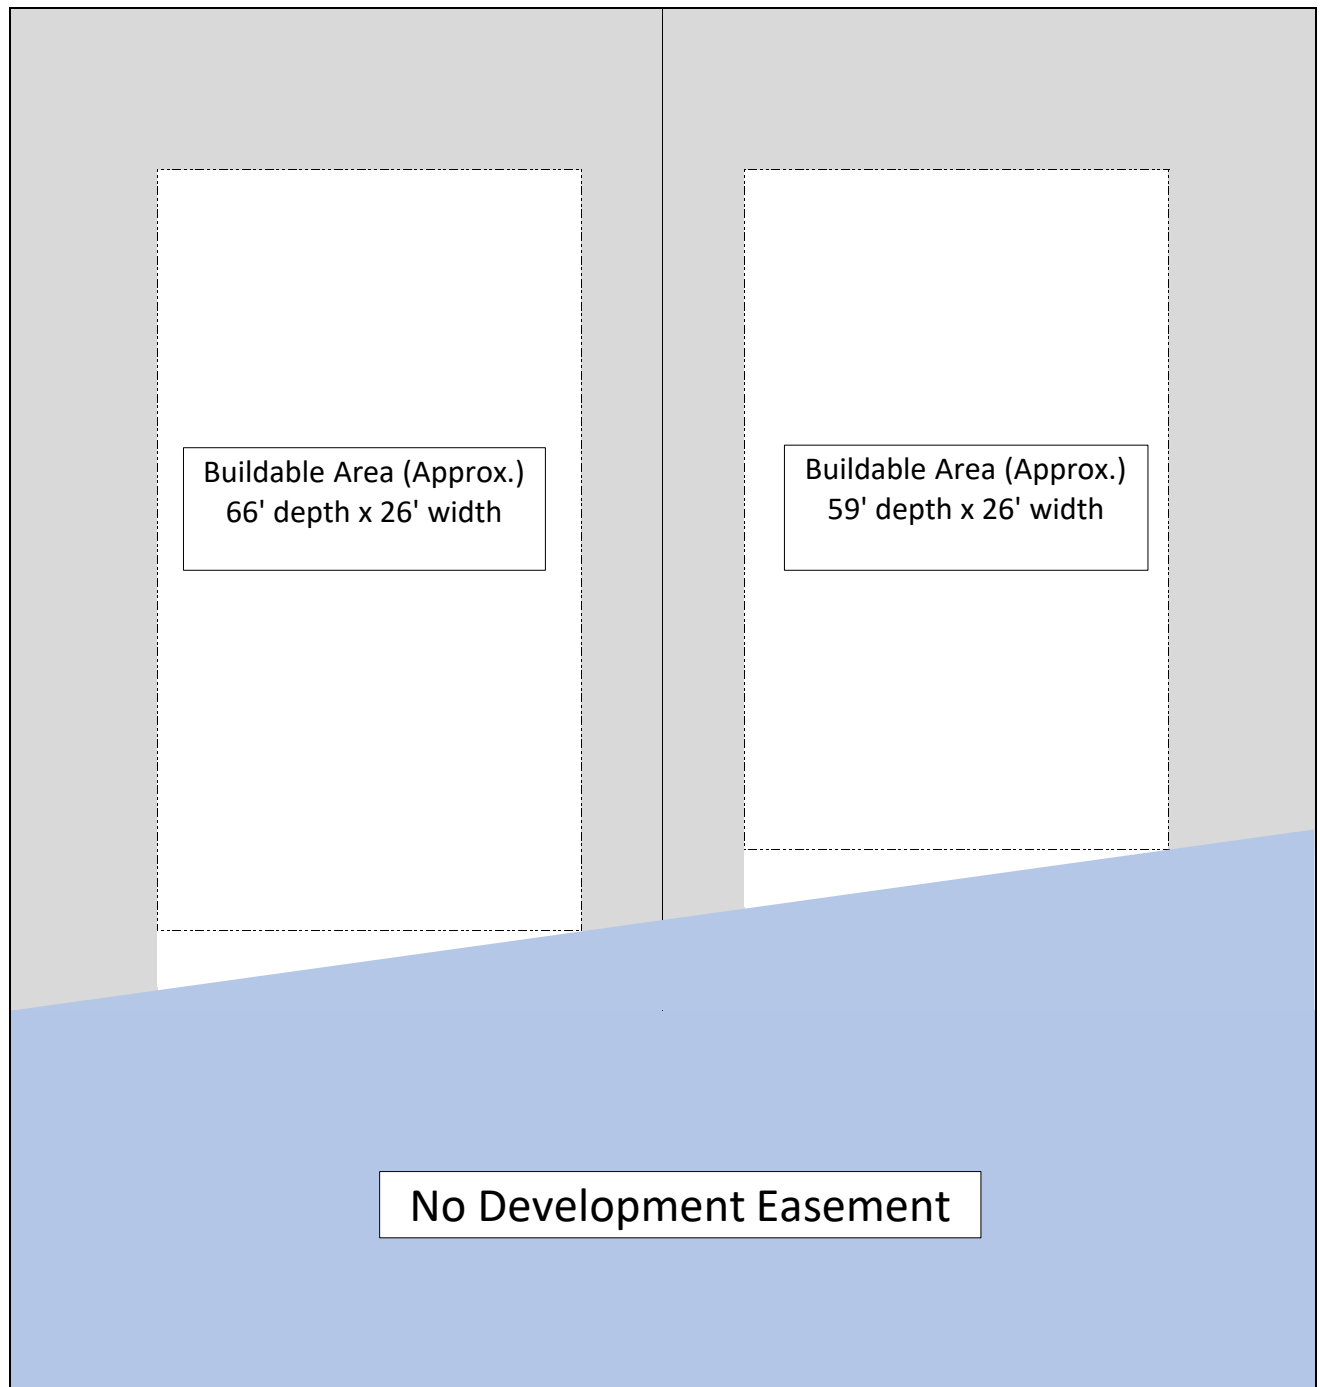 Buildable Area (Approx.)
66' depth x 26' width
Buildable Area (Approx.)
59' depth x 26' width
No Development Easement